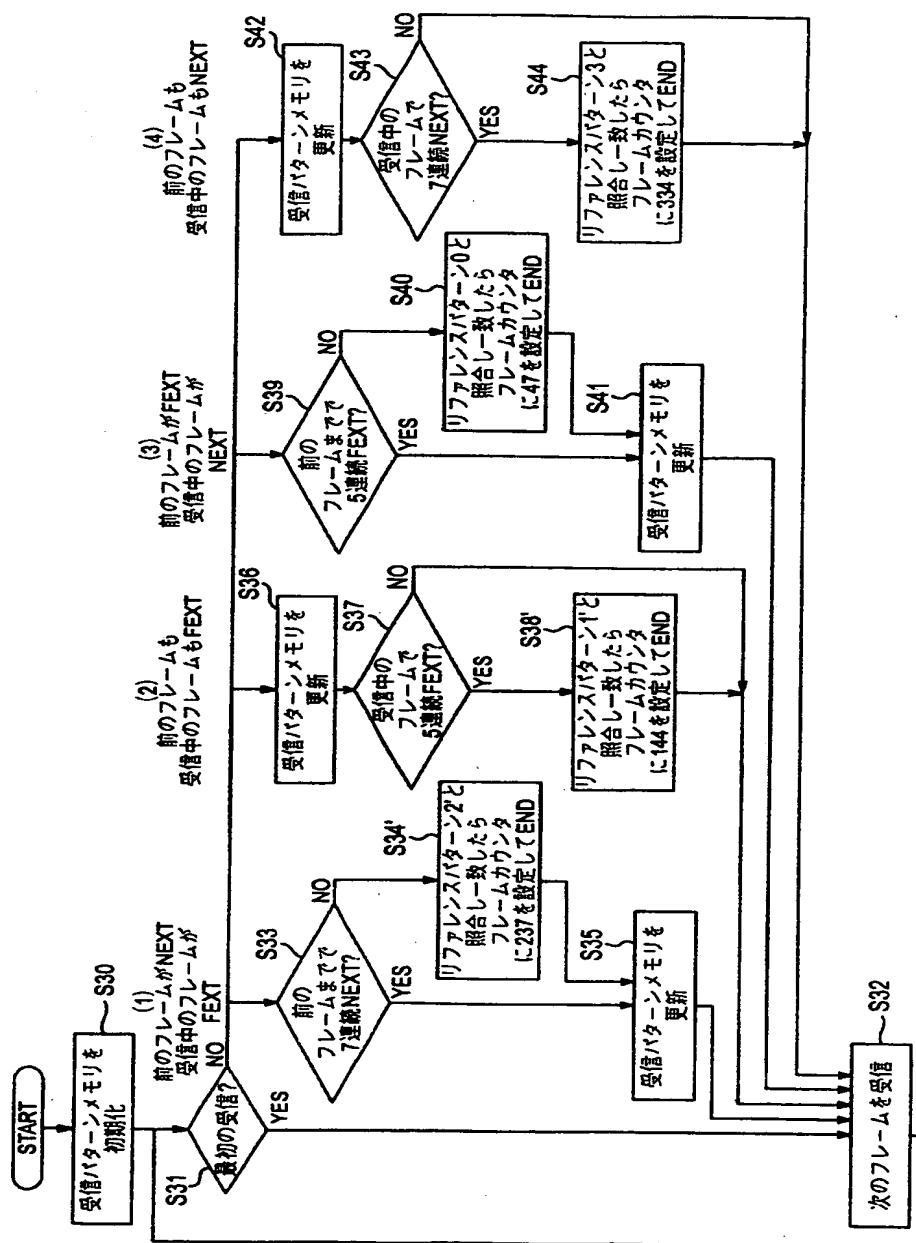 START
S30
受信パターンメモリを
初期化
S31
最初の受信?
NO
YES
(1)
前のフレームがNEXT
受信中のフレームが
FEXT
S33
前の
フレームまでで
7連続NEXT?
NO
YES
S34'
リファレンスパターン2'と
照合し一致したら
フレームカウンタ
に237を設定してEND
S35
受信パターンメモリを
更新
(2)
前のフレームも
受信中のフレームもFEXT
S36
受信パターンメモリを
更新
S37
受信中の
フレームで
5連続FEXT?
NO
YES
S38'
リファレンスパターン1'と
照合し一致したら
フレームカウンタ
に144を設定してEND
(3)
前のフレームがFEXT
受信中のフレームが
NEXT
S39
前の
フレームまでで
5連続FEXT?
NO
YES
S40
リファレンスパターン0と
照合し一致したら
フレームカウンタ
に47を設定してEND
S41
受信パターンメモリを
更新
(4)
前のフレームも
受信中のフレームもNEXT
S42
受信パターンメモリを
更新
S43
受信中の
フレームで
7連続NEXT?
NO
YES
S44
リファレンスパターン3と
照合し一致したら
フレームカウンタ
に334を設定してEND
S32
次のフレームを受信